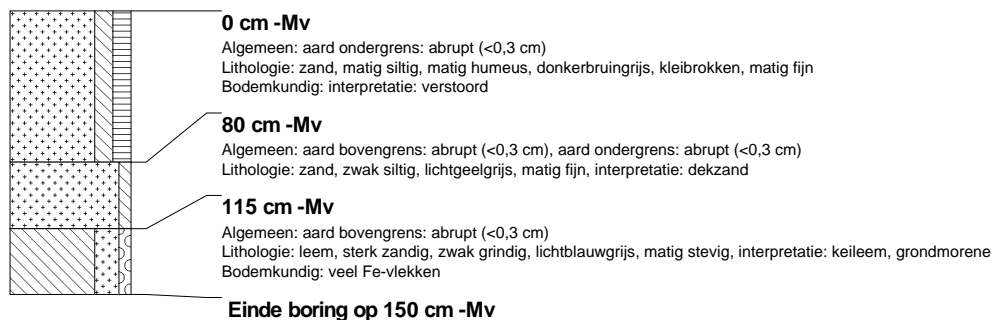 0 cm -Mv
Algemeen: aard ondergrens: abrupt (<0,3 cm)
Lithologie: zand, matig siltig, matig humeus, donkerbruingrijs, kleibrokken, matig fijn
Bodemkundig: interpretatie: verstoord
80 cm -Mv
Algemeen: aard bovengrens: abrupt (<0,3 cm), aard ondergrens: abrupt (<0,3 cm)
Lithologie: zand, zwak siltig, lichtgeelgrijs, matig fijn, interpretatie: dekzand
115 cm -Mv
Algemeen: aard bovengrens: abrupt (<0,3 cm)
Lithologie: leem, sterk zandig, zwak grindig, lichtblauwgrijs, matig stevig, interpretatie: keileem, grondmorene
Bodemkundig: veel Fe-vlekken
Einde boring op 150 cm -Mv